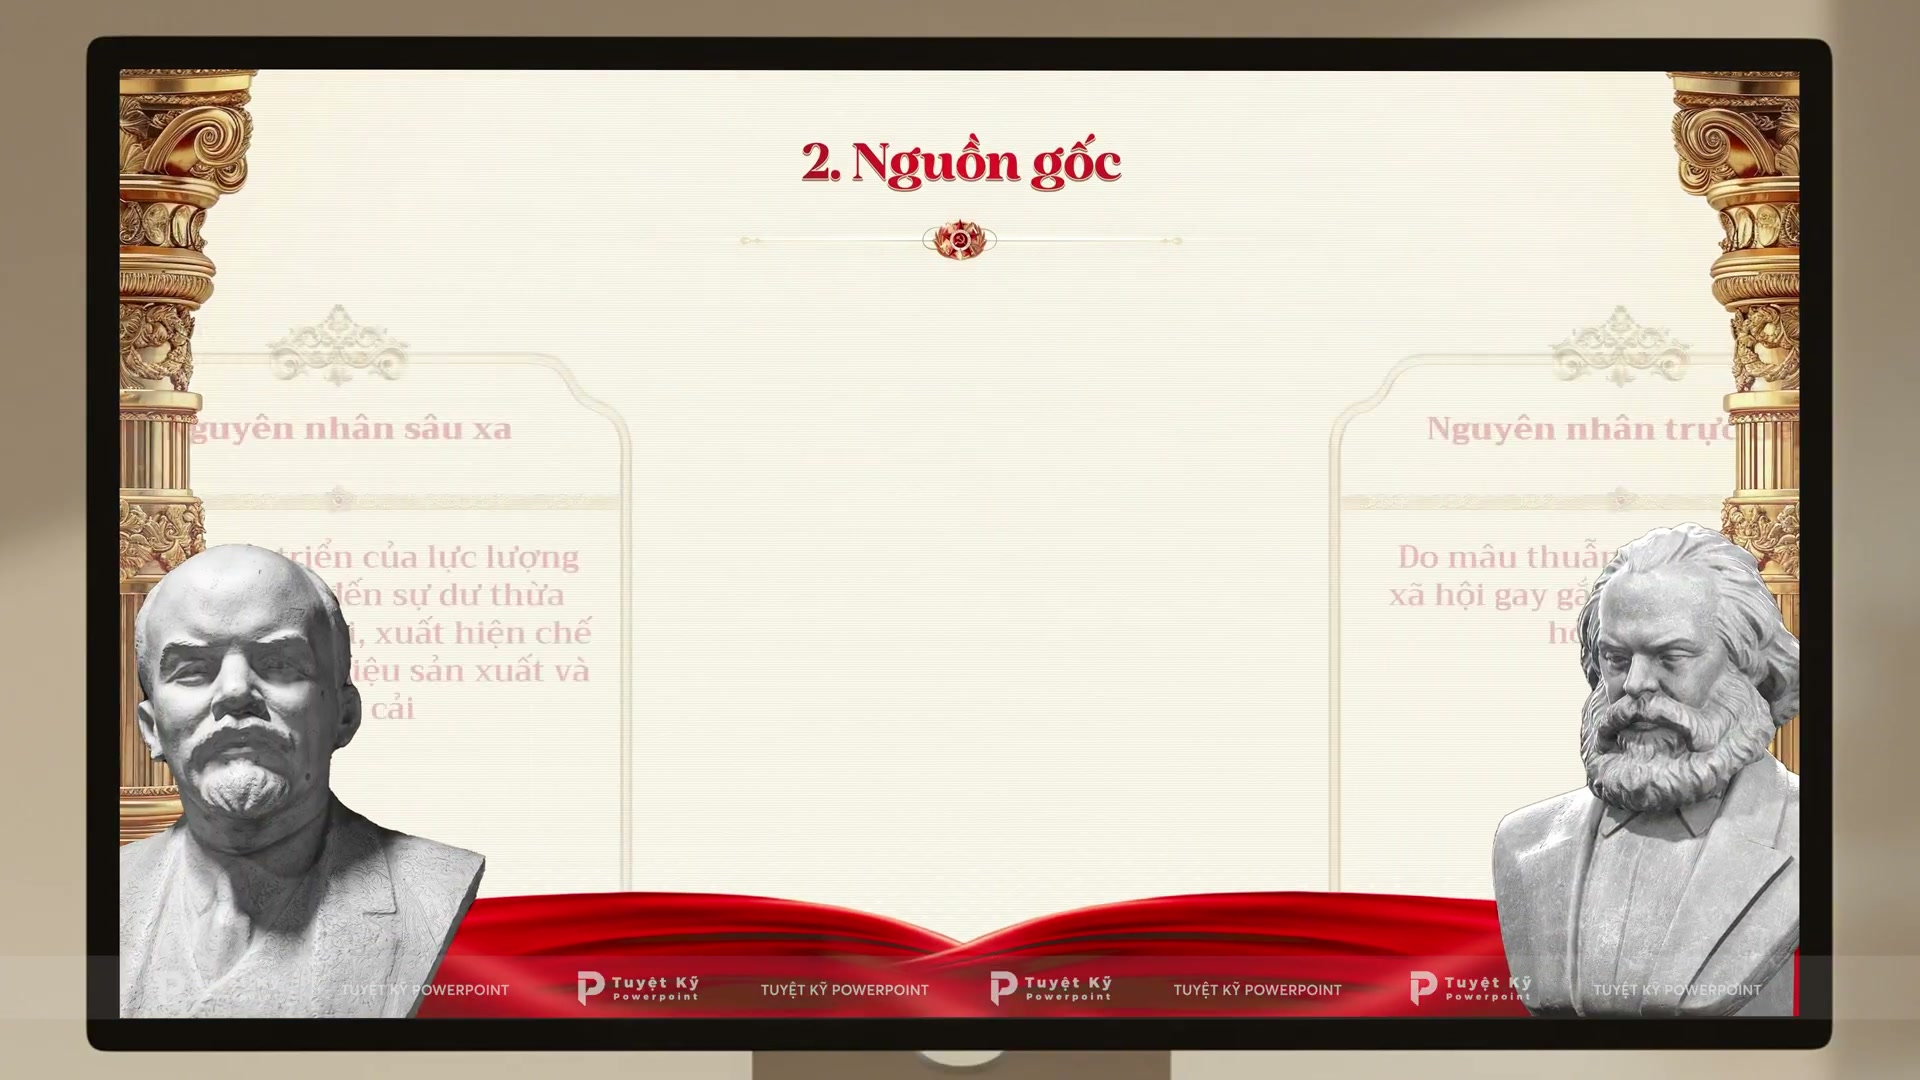 2. Nguồn gốc
guyên nhân sâu xa
triển của lực lượng
đến sự dư thừa
i, xuất hiện chế
iệu sản xuất và
cải
Nguyên nhân trực
Do mâu thuẫn
xã hội gay gắ
TUYỆT KỸ POWERPOINT
Tuyệt Kỹ
Powerpoint
TUYỆT KỸ POWERPOINT
Tuyệt Kỹ
Powerpoint
TUYỆT KỸ POWERPOINT
Tuyệt Kỹ
Powerpoint
TUYỆT KỸ POWERPOINT